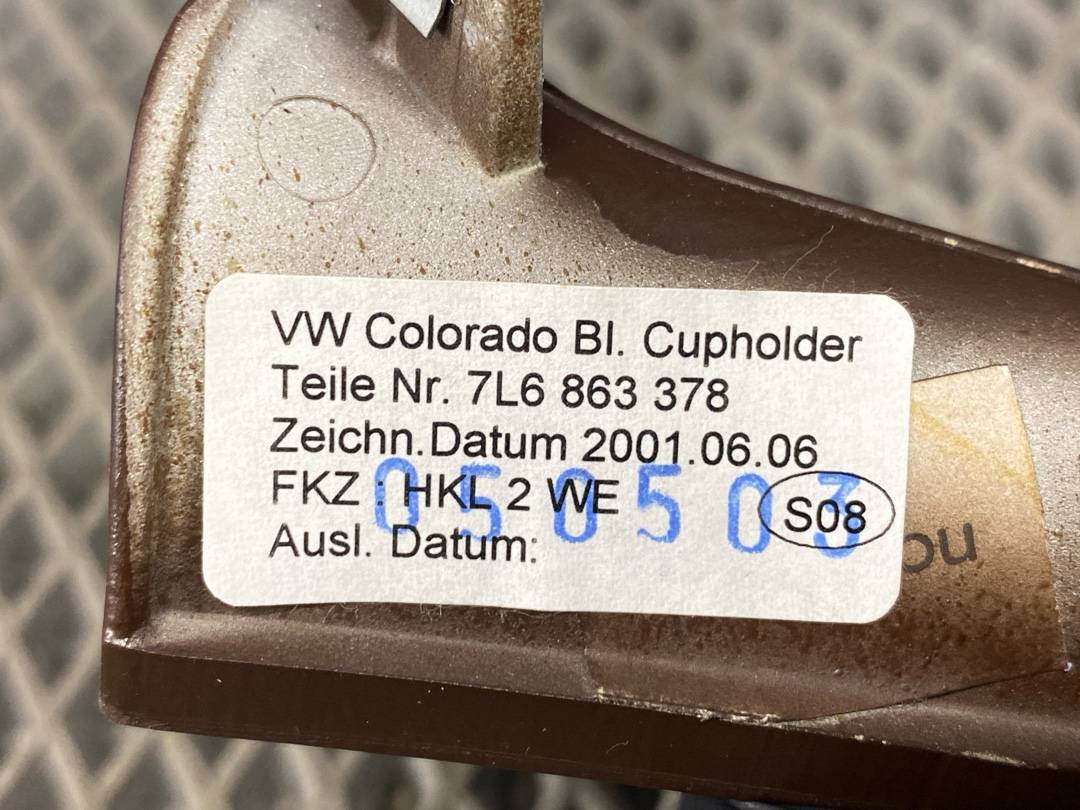 VW Colorado Bl. Cupholder
Teile Nr. 7L6 863 378
Zeichn.Datum 2001.06.06
FKZ : HKL 2 WE
050503
S08
Ausl. Datum:
ou